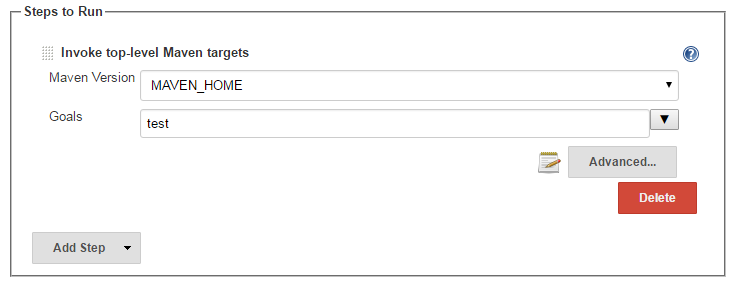 Steps to Run
Invoke top-level Maven targets
?
Maven Version
MAVEN_HOME
Goals
test
Advanced...
Delete
Add Step